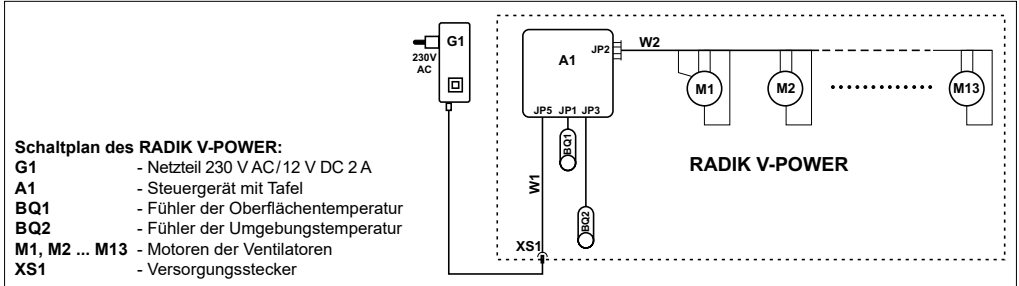 G1
230V
AC
A1
JP2
W2
M1
M2
M13
JP5 JP1 JP3
BQ1
W1
BQ2
XS1
RADIK V-POWER
Schaltplan des RADIK V-POWER:
G1 - Netzteil 230 V AC/12 V DC 2 A
A1 - Steuergerät mit Tafel
BQ1 - Fühler der Oberflächentemperatur
BQ2 - Fühler der Umgebungstemperatur
M1, M2 ... M13 - Motoren der Ventilatoren
XS1 - Versorgungsstecker